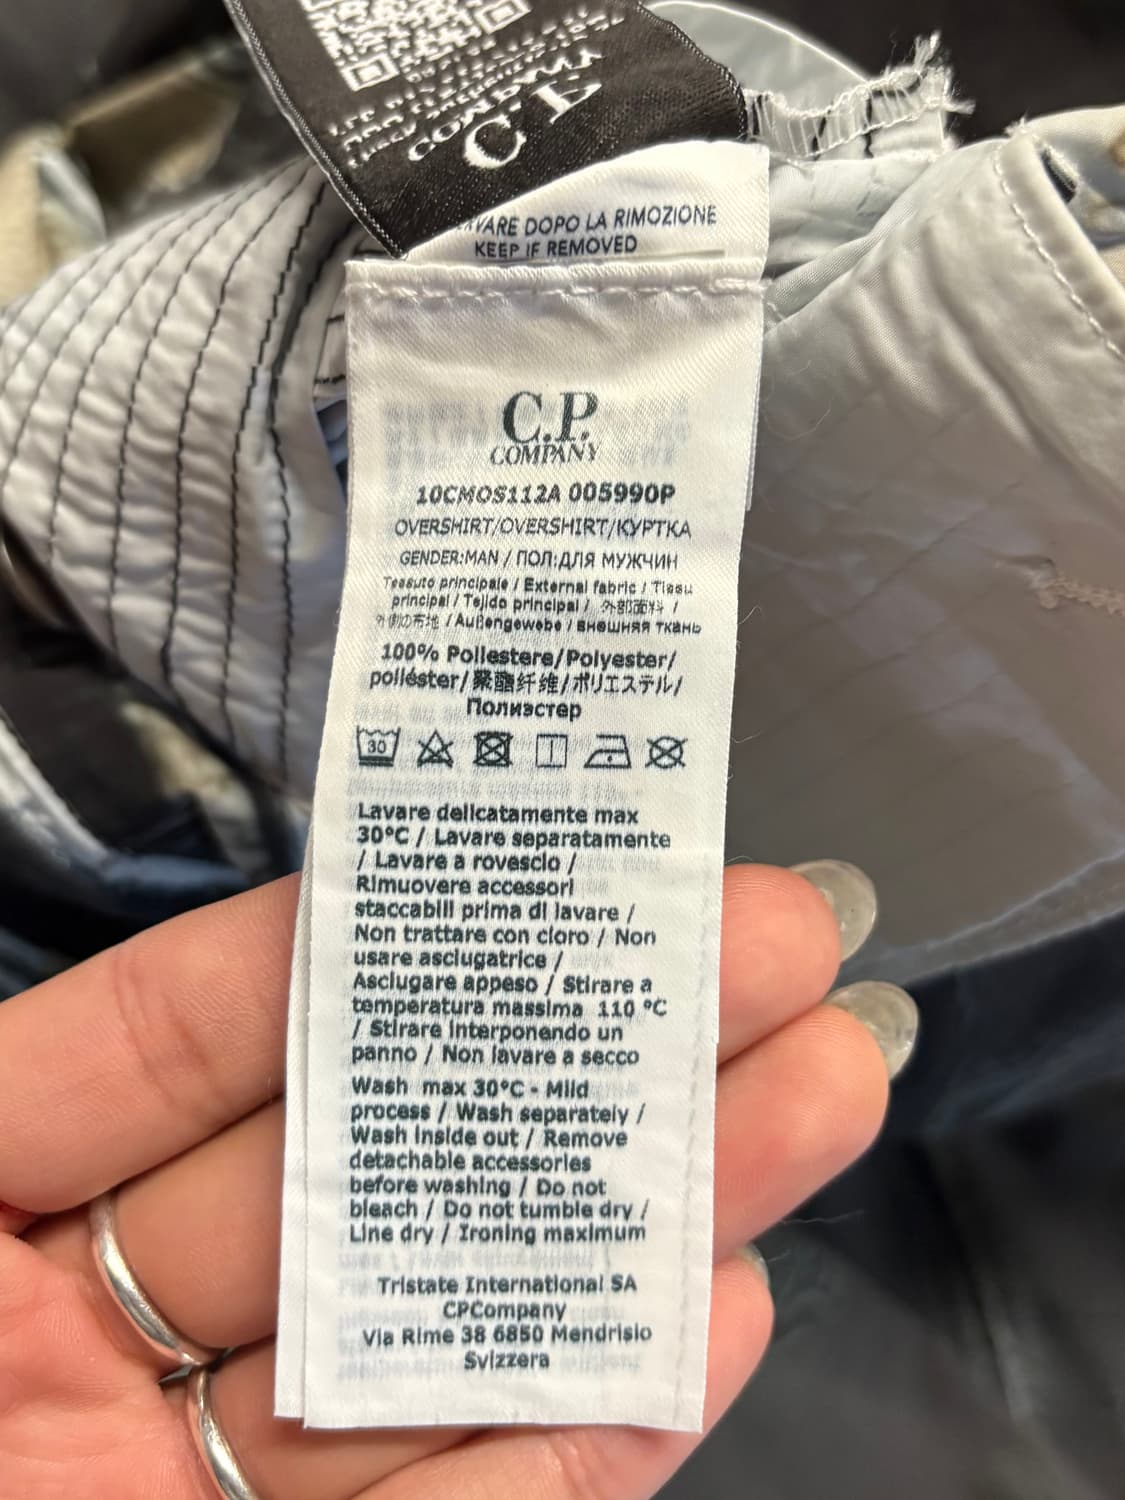 C.P.
COMPANY
DOPO LA RIMOZIONE
KEEP IF REMOVED
C.P.
COMPANY
10CMOS112A 005990P
OVERSHIRT/OVERSHIRT/КУРТКА
GENDER:MAN / ПОЛ:ДЛЯ МУЖЧИН
Tessuto principale / External fabric / Tissu
principal / Tejido principal / 外部面料 /
外側の布地 / Außengewebe / внешняя ткань
100% Poliestere/Polyester/
poliéster/聚酯纤维/ポリエステル/
Полиэстер
30
Lavare delicatamente max
30°C / Lavare separatamente
/ Lavare a rovescio /
Rimuovere accessori
staccabili prima di lavare /
Non trattare con cloro / Non
usare asciugatrice /
Asciugare appeso / Stirare a
temperatura massima 110 °C
/ Stirare interponendo un
panno / Non lavare a secco
Wash max 30°C - Mild
process / Wash separately /
Wash inside out / Remove
detachable accessories
before washing / Do not
bleach / Do not tumble dry /
Line dry / Ironing maximum
Tristate International SA
CPCompany
Via Rime 38 6850 Mendrisio
Svizzera